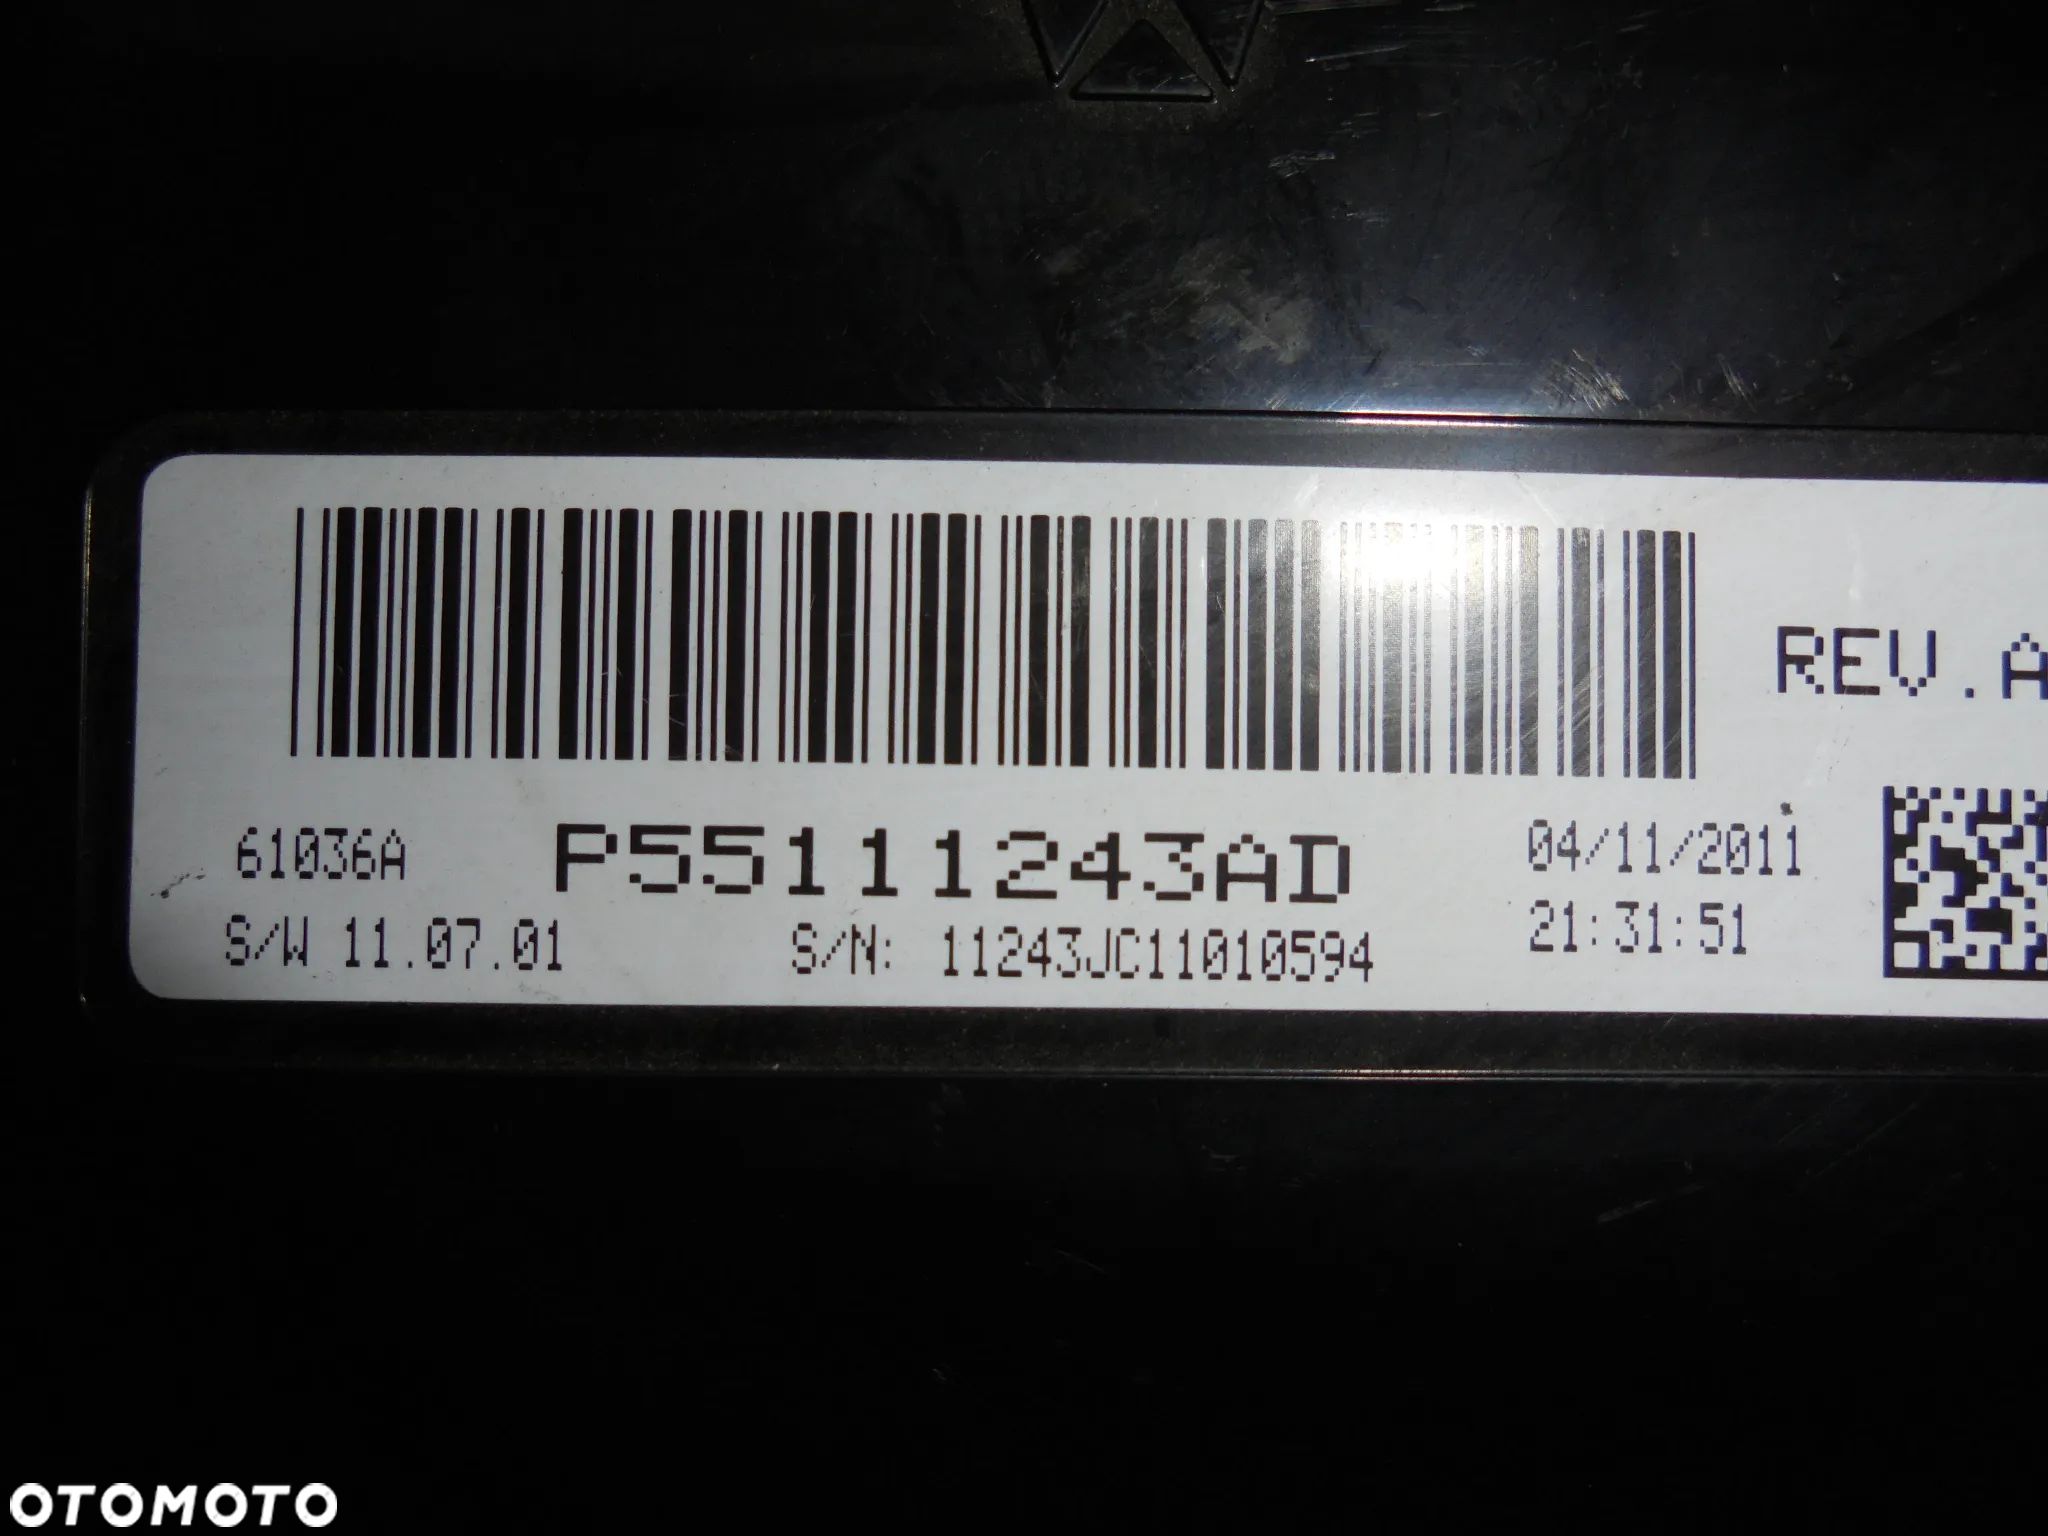 REV.A
61036A P55111243AD 04/11/2011
S/W 11.07.01 S/N: 11243JC11010594 21:31:51
OTOMOTO